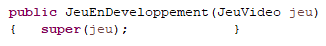 public JeuEnDeveloppement(JeuVideo jeu)
{ super(jeu); }